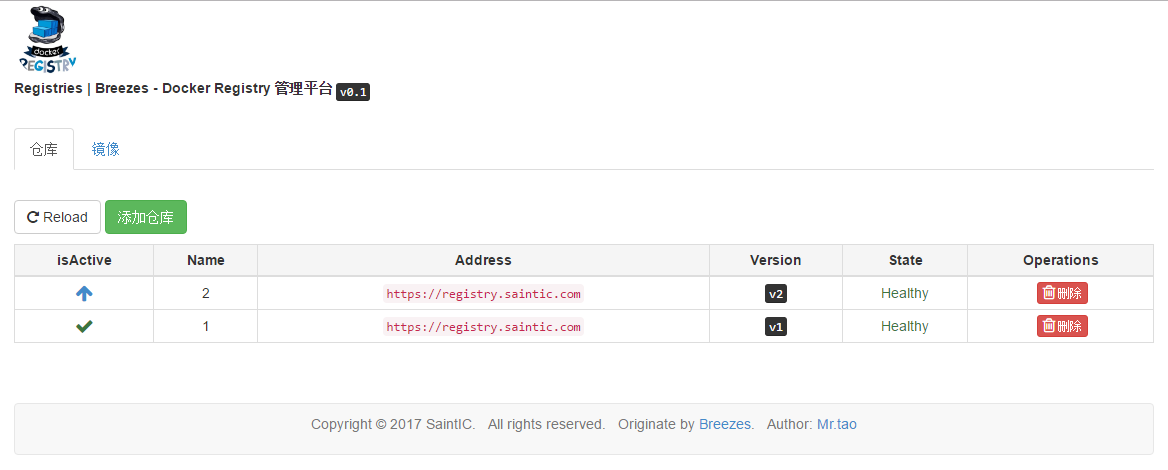 docker
REGISTRY
Registries | Breezes - Docker Registry 管理平台 v0.1
仓库 镜像
Reload 添加仓库
isActive Name Address Version State Operations
2 https://registry.saintic.com v2 Healthy 删除
1 https://registry.saintic.com v1 Healthy 删除
Copyright © 2017 SaintIC. All rights reserved. Originate by Breezes. Author: Mr.tao